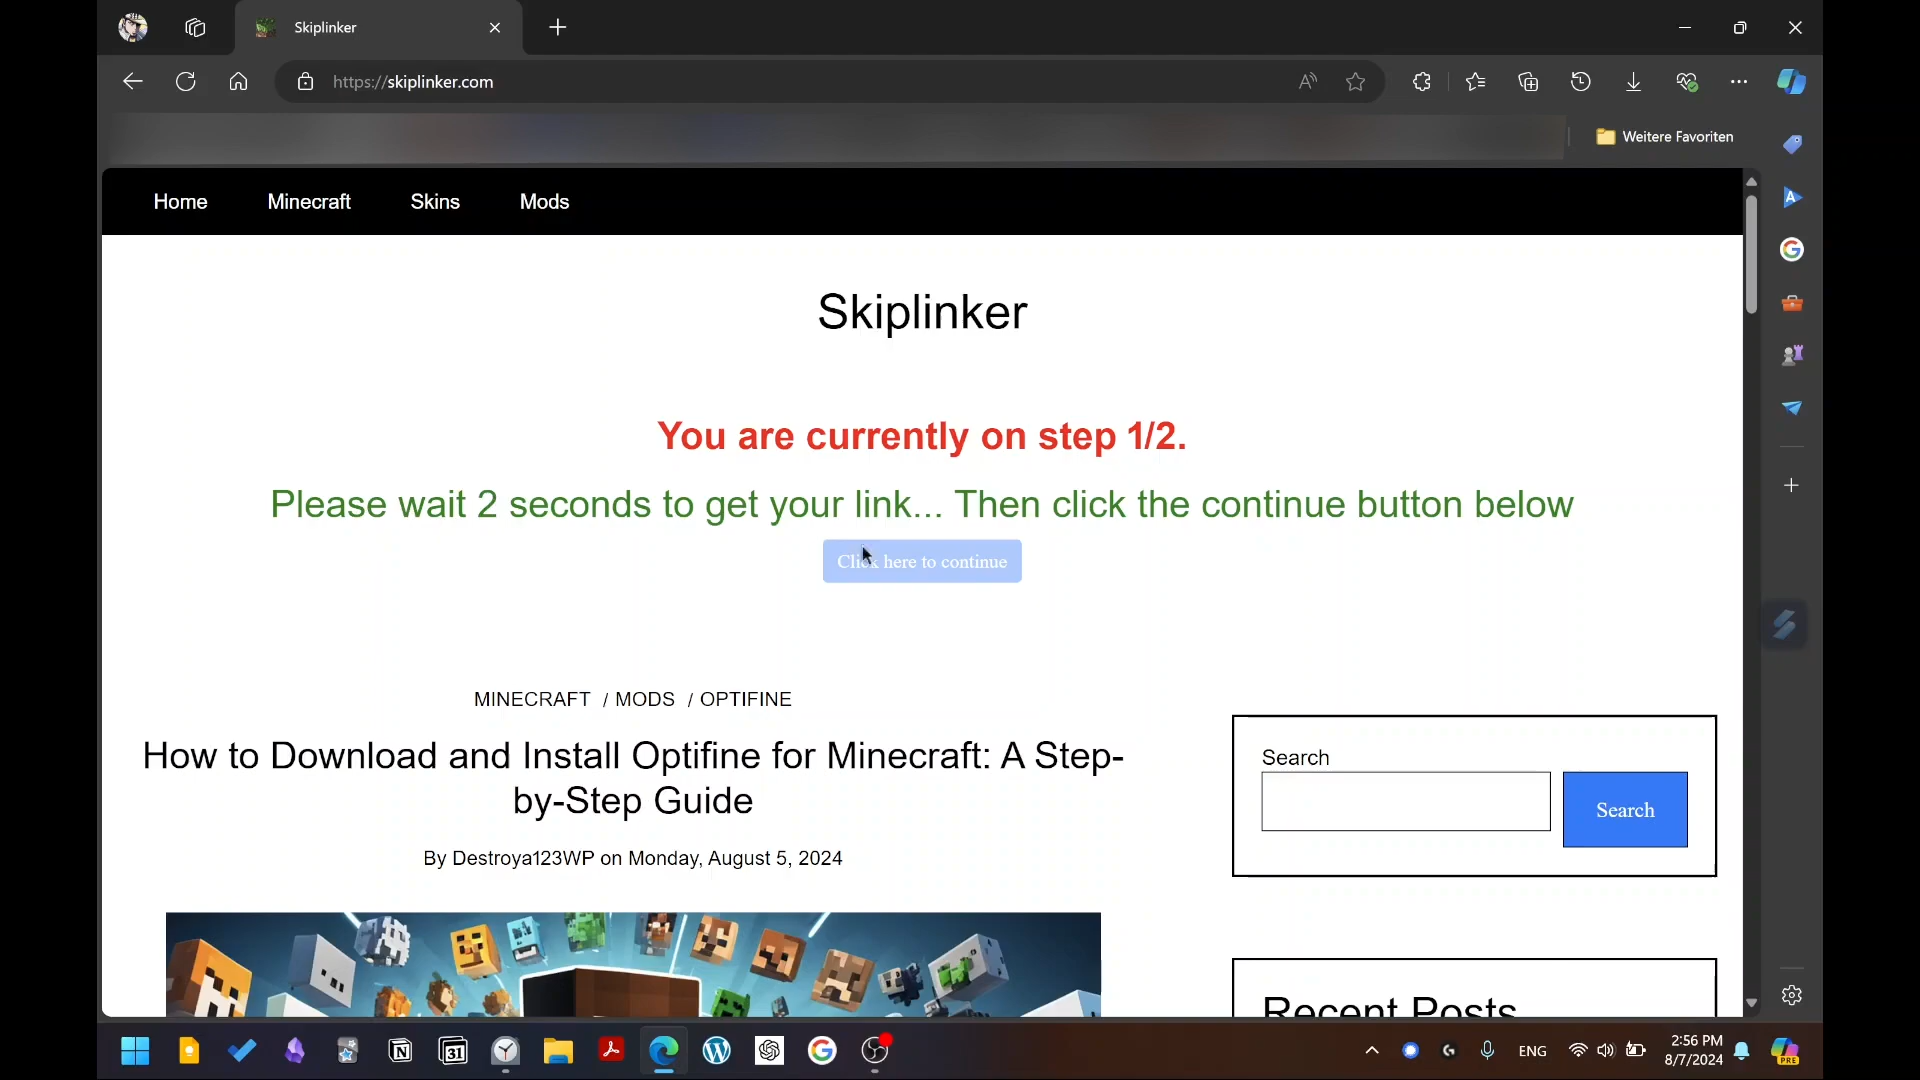 Skiplinker
https://skiplinker.com
Weitere Favoriten
Home Minecraft Skins Mods
Skiplinker
You are currently on step 1/2.
Please wait 2 seconds to get your link... Then click the continue button below
Click here to continue
MINECRAFT / MODS / OPTIFINE
How to Download and Install Optifine for Minecraft: A Step-
by-Step Guide
By Destroya123WP on Monday, August 5, 2024
Search
Search
Recent Posts
31
ENG
2:56 PM
8/7/2024
PRE